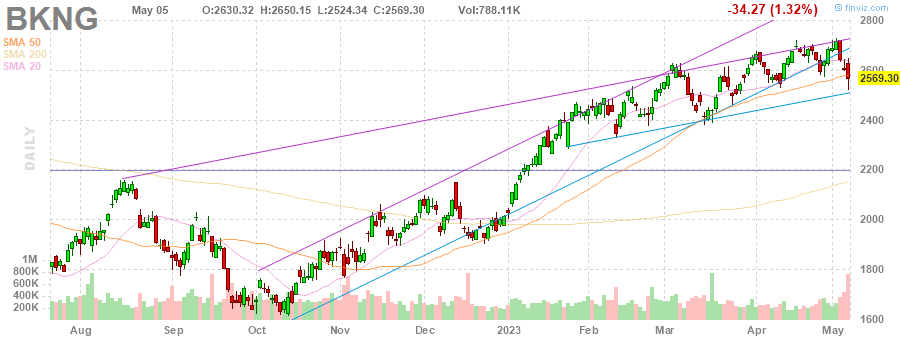 BKNG May 05 O:2630.32 H:2650.15 L:2524.34 C:2569.30 Vol:788.11K -34.27 (1.32%) © finviz.com
2800
SMA 50
SMA 200
SMA 20
2600
2569.30
2400
DAILY
2200
2000
1M
800K
600K
400K
200K
1800
1600
Aug Sep Oct Nov Dec 2023 Feb Mar Apr May